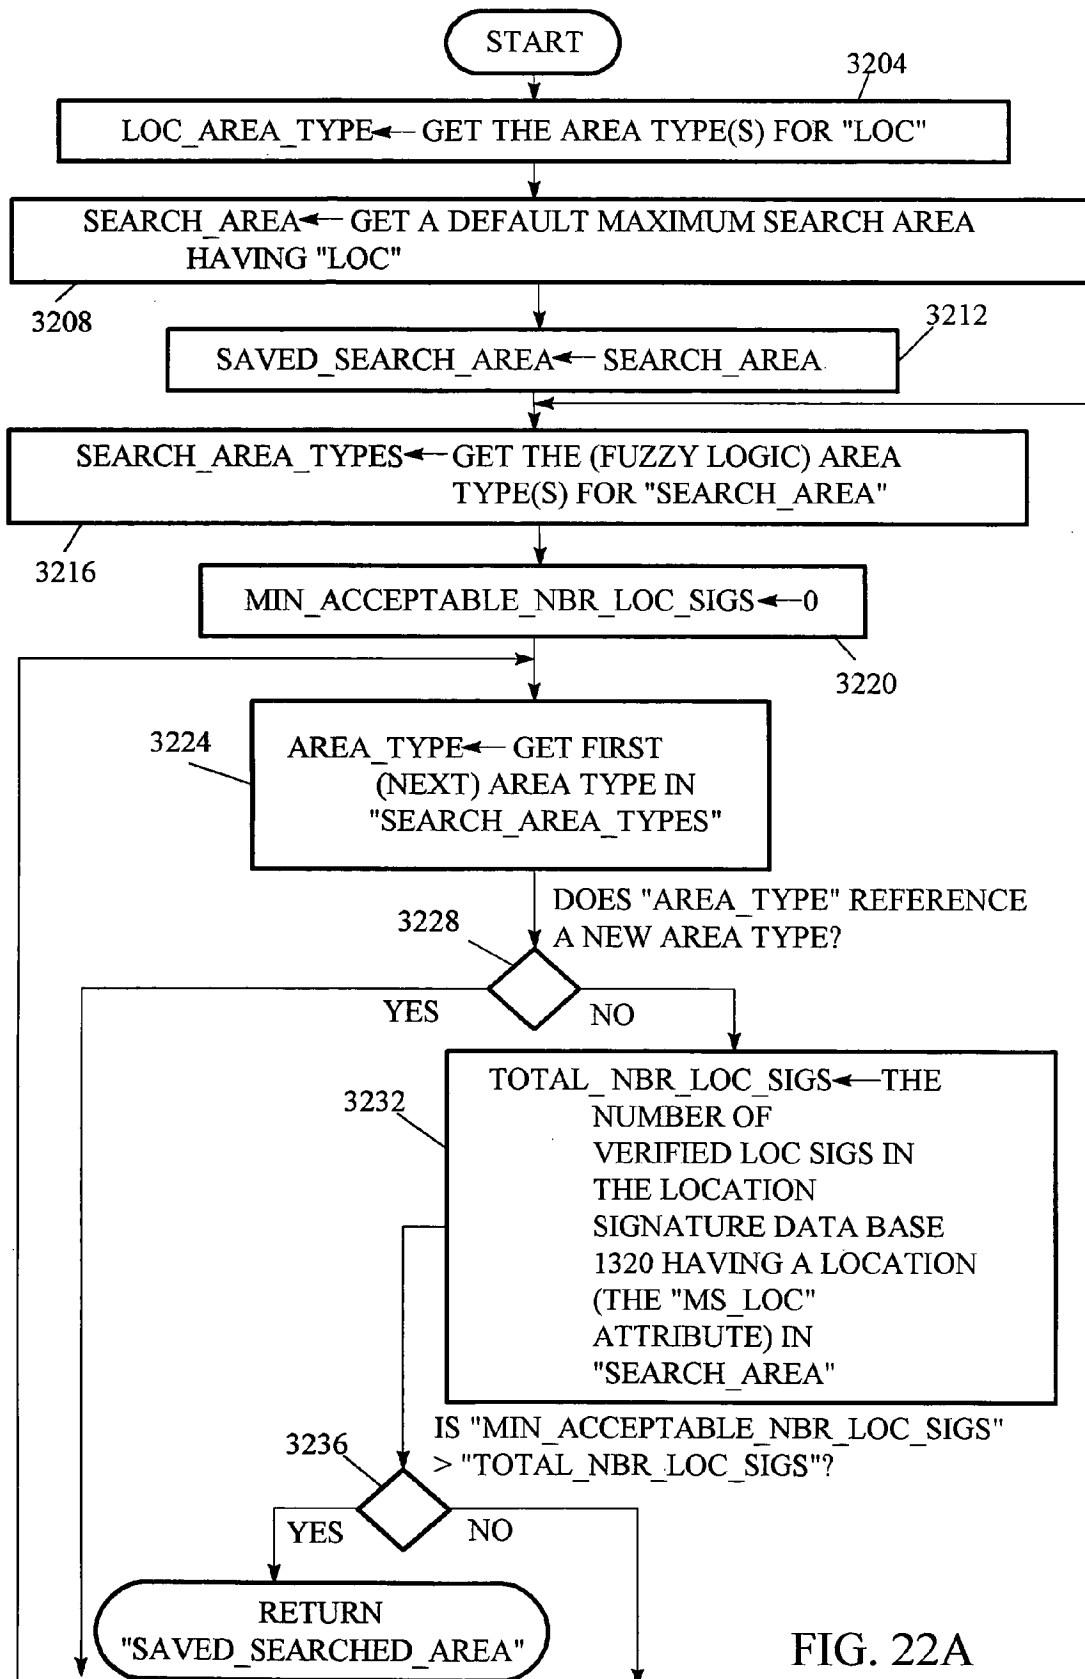 START
3204
LOC_AREA_TYPE← GET THE AREA TYPE(S) FOR "LOC"
SEARCH_AREA← GET A DEFAULT MAXIMUM SEARCH AREA
HAVING "LOC"
3208
3212
SAVED_SEARCH_AREA← SEARCH_AREA
SEARCH_AREA_TYPES← GET THE (FUZZY LOGIC) AREA
TYPE(S) FOR "SEARCH_AREA"
3216
MIN_ACCEPTABLE_NBR_LOC_SIGS←0
3220
3224
AREA_TYPE← GET FIRST
(NEXT) AREA TYPE IN
"SEARCH_AREA_TYPES"
DOES "AREA_TYPE" REFERENCE
A NEW AREA TYPE?
3228
YES
NO
3232
TOTAL_NBR_LOC_SIGS←THE
NUMBER OF
VERIFIED LOC SIGS IN
THE LOCATION
SIGNATURE DATA BASE
1320 HAVING A LOCATION
(THE "MS_LOC"
ATTRIBUTE) IN
"SEARCH_AREA"
IS "MIN_ACCEPTABLE_NBR_LOC_SIGS"
> "TOTAL_NBR_LOC_SIGS"?
3236
YES
NO
RETURN
"SAVED_SEARCHED_AREA"
FIG. 22A